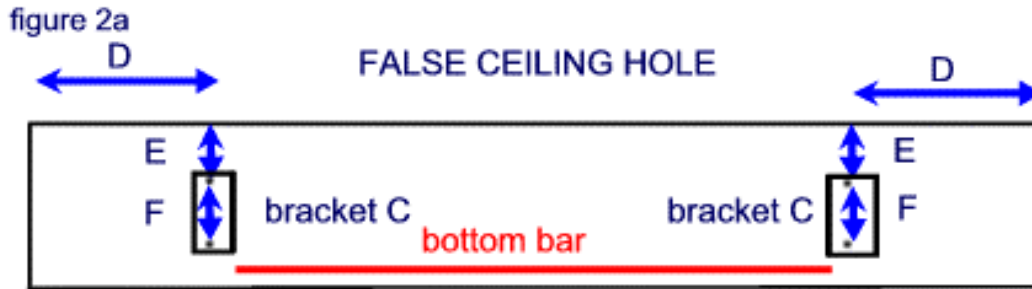 figure 2a
D
FALSE CEILING HOLE
D
E
E
F
bracket C
bracket C
F
bottom bar